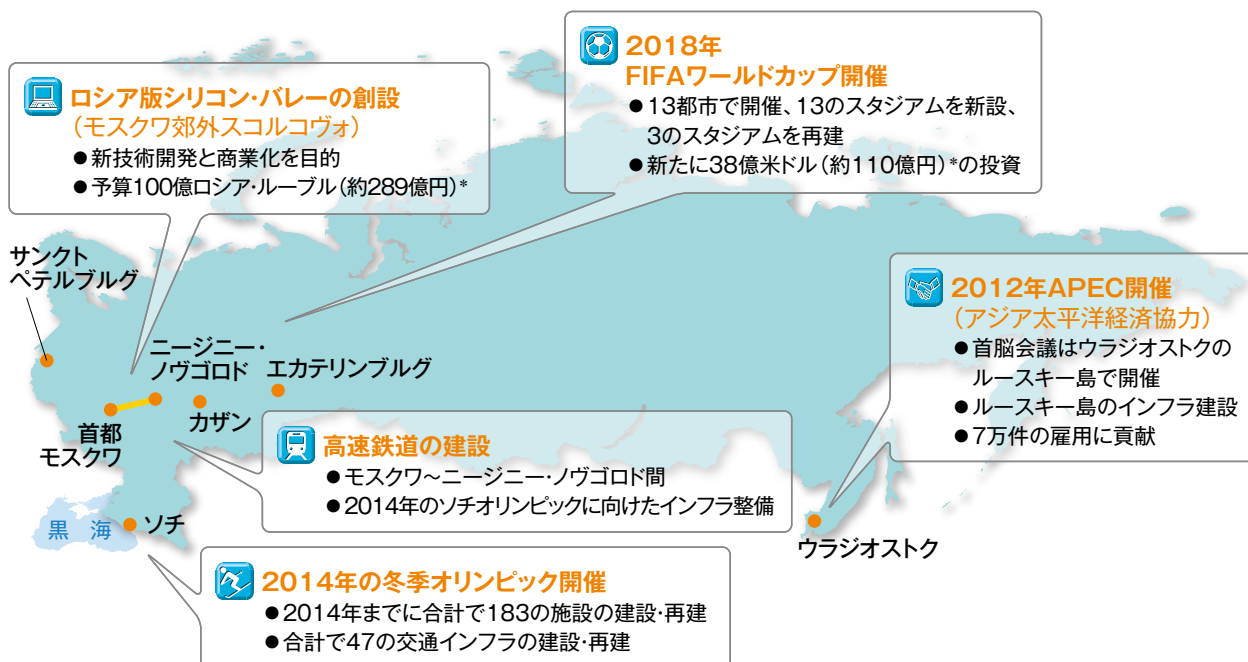 2018年
FIFAワールドカップ開催
●13都市で開催、13のスタジアムを新設、
3のスタジアムを再建
●新たに38億米ドル(約110億円)*の投資
ロシア版シリコン・バレーの創設
(モスクワ郊外スコルコヴォ)
●新技術開発と商業化を目的
●予算100億ロシア・ルーブル(約289億円)*
サンクト
ペテルブルグ
2012年APEC開催
(アジア太平洋経済協力)
●首脳会議はウラジオストクの
ルースキー島で開催
●ルースキー島のインフラ建設
●7万件の雇用に貢献
ニージニー・
ノヴゴロド
エカテリンブルグ
カザン
首都
モスクワ
高速鉄道の建設
●モスクワ〜ニージニー・ノヴゴロド間
●2014年のソチオリンピックに向けたインフラ整備
黒 海
ソチ
ウラジオストク
2014年の冬季オリンピック開催
●2014年までに合計で183の施設の建設・再建
●合計で47の交通インフラの建設・再建